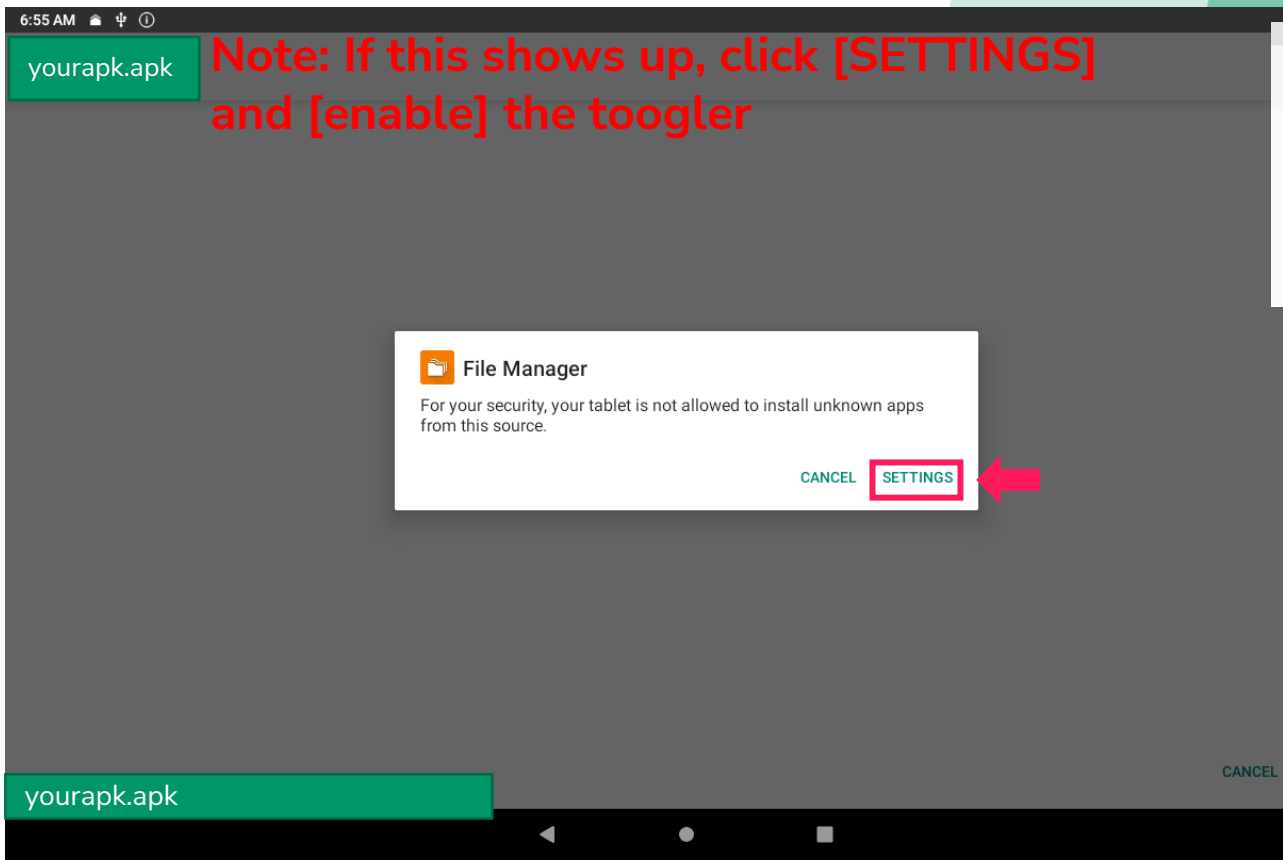 6:55 AM
yourapk.apk
Note: If this shows up, click [SETTINGS]
and [enable] the toogler
File Manager
For your security, your tablet is not allowed to install unknown apps
from this source.
CANCEL SETTINGS
CANCEL
yourapk.apk